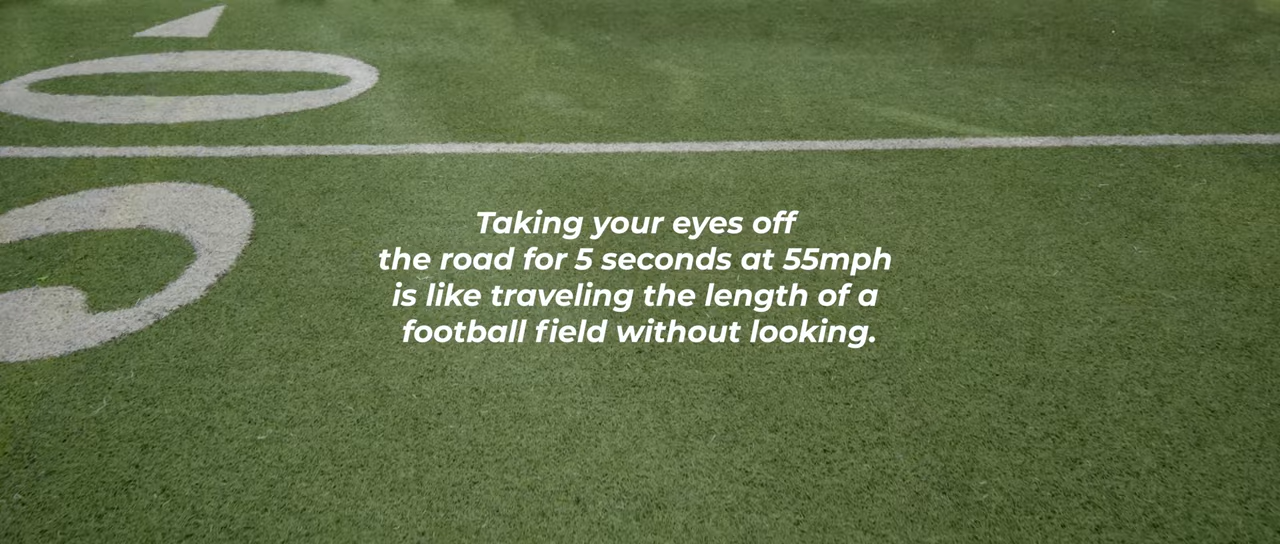 0
Taking your eyes off
the road for 5 seconds at 55mph
is like traveling the length of a
football field without looking.